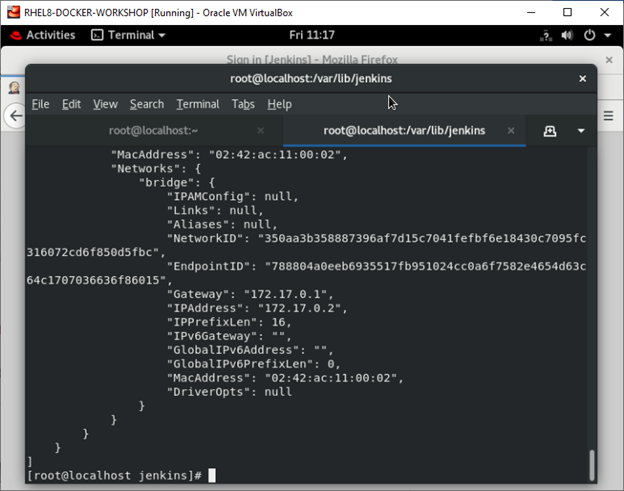 RHEL8-DOCKER-WORKSHOP [Running] - Oracle VM VirtualBox
Activities Terminal Fri 11:17
Sign in [Jenkins] - Mozilla Firefox
root@localhost:/var/lib/jenkins
File Edit View Search Terminal Tabs Help
root@localhost:~ root@localhost:/var/lib/jenkins
"MacAddress": "02:42:ac:11:00:02",
"Networks": {
"bridge": {
"IPAMConfig": null,
"Links": null,
"Aliases": null,
"NetworkID": "350aa3b358887396af7d15c7041fefbf6e18430c7095fc
316072cd6f850d5fbc",
"EndpointID": "788804a0eeb6935517fb951024cc0a6f7582e4654d63c
64c1707036636f86015",
"Gateway": "172.17.0.1",
"IPAddress": "172.17.0.2",
"IPPrefixLen": 16,
"IPv6Gateway": "",
"GlobalIPv6Address": "",
"GlobalIPv6PrefixLen": 0,
"MacAddress": "02:42:ac:11:00:02",
"DriverOpts": null
}
}
}
}
]
[root@localhost jenkins]#